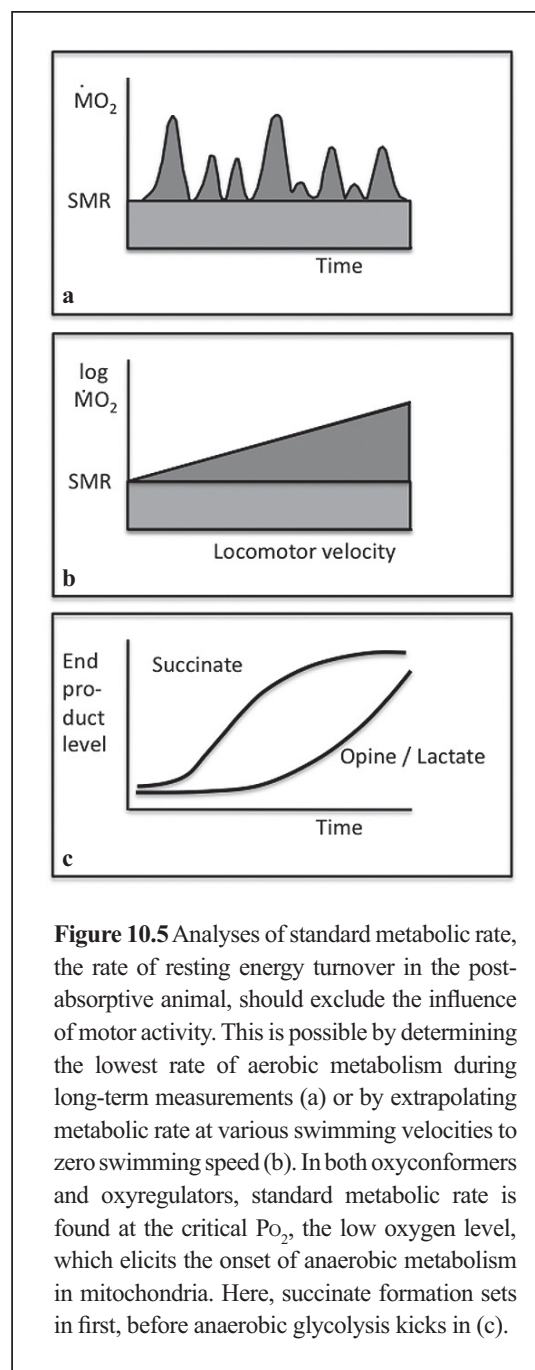 ṀO₂
SMR
Time
a
log
ṀO₂
SMR
Locomotor velocity
b
End
pro-
duct
level
Succinate
Opine / Lactate
Time
c
Figure 10.5 Analyses of standard metabolic rate,
the rate of resting energy turnover in the post-
absorptive animal, should exclude the influence
of motor activity. This is possible by determining
the lowest rate of aerobic metabolism during
long-term measurements (a) or by extrapolating
metabolic rate at various swimming velocities to
zero swimming speed (b). In both oxyconformers
and oxyregulators, standard metabolic rate is
found at the critical Po₂, the low oxygen level,
which elicits the onset of anaerobic metabolism
in mitochondria. Here, succinate formation sets
in first, before anaerobic glycolysis kicks in (c).